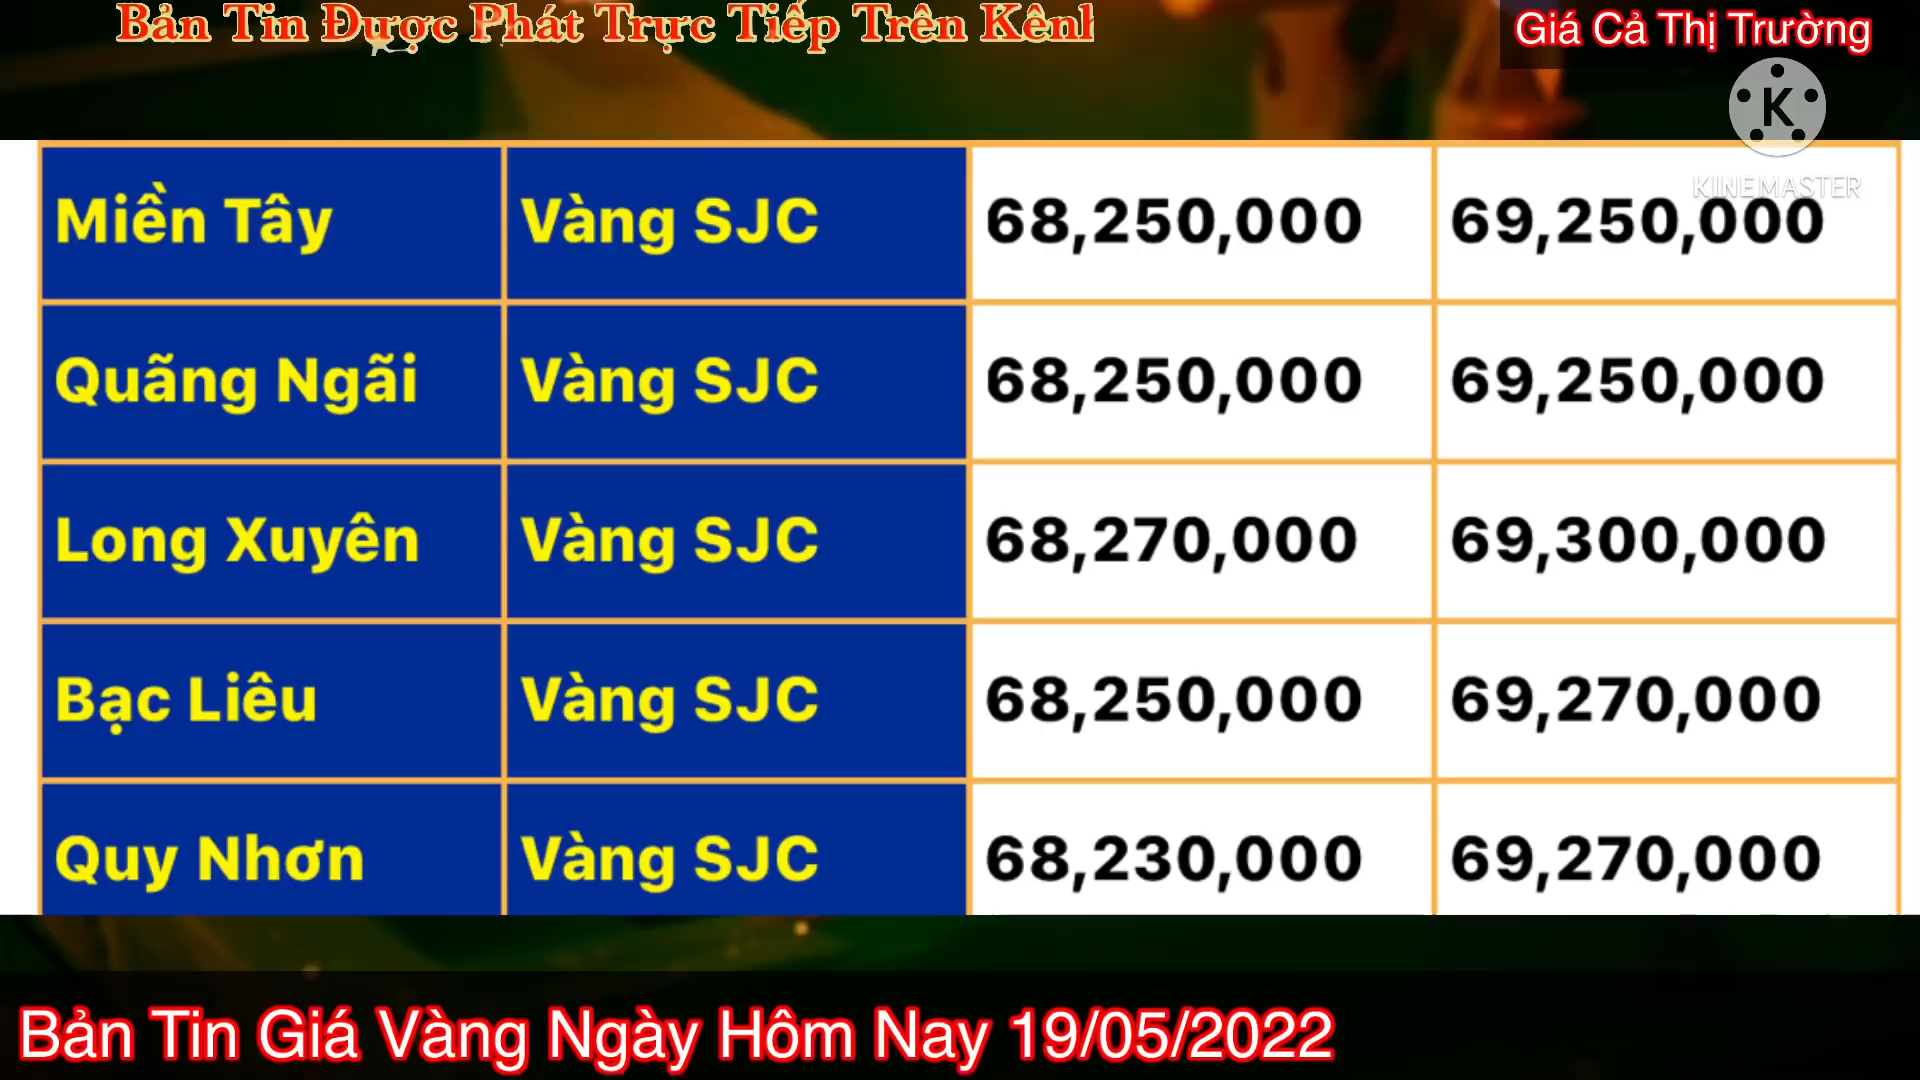 Bản Tin Được Phát Trực Tiếp Trên Kênh
Giá Cả Thị Trường
K
KINEMASTER
Miền Tây Vàng SJC 68,250,000 69,250,000
Quãng Ngãi Vàng SJC 68,250,000 69,250,000
Long Xuyên Vàng SJC 68,270,000 69,300,000
Bạc Liêu Vàng SJC 68,250,000 69,270,000
Quy Nhơn Vàng SJC 68,230,000 69,270,000
Bản Tin Giá Vàng Ngày Hôm Nay 19/05/2022